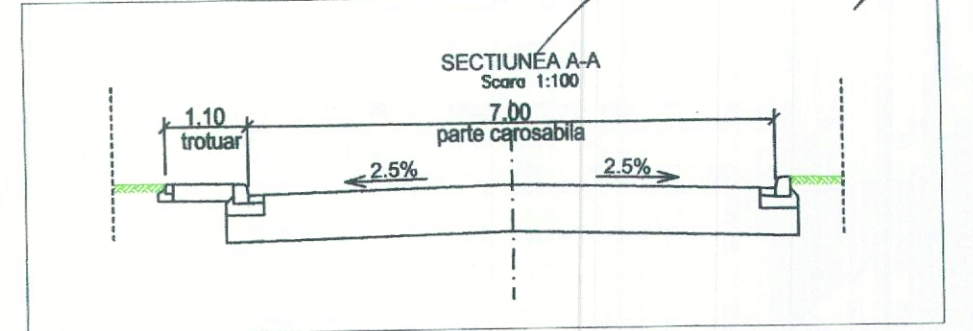 SECTIUNEA A-A
Scara 1:100
1.10
7.00
trotuar
parte carosabila
2.5%
2.5%